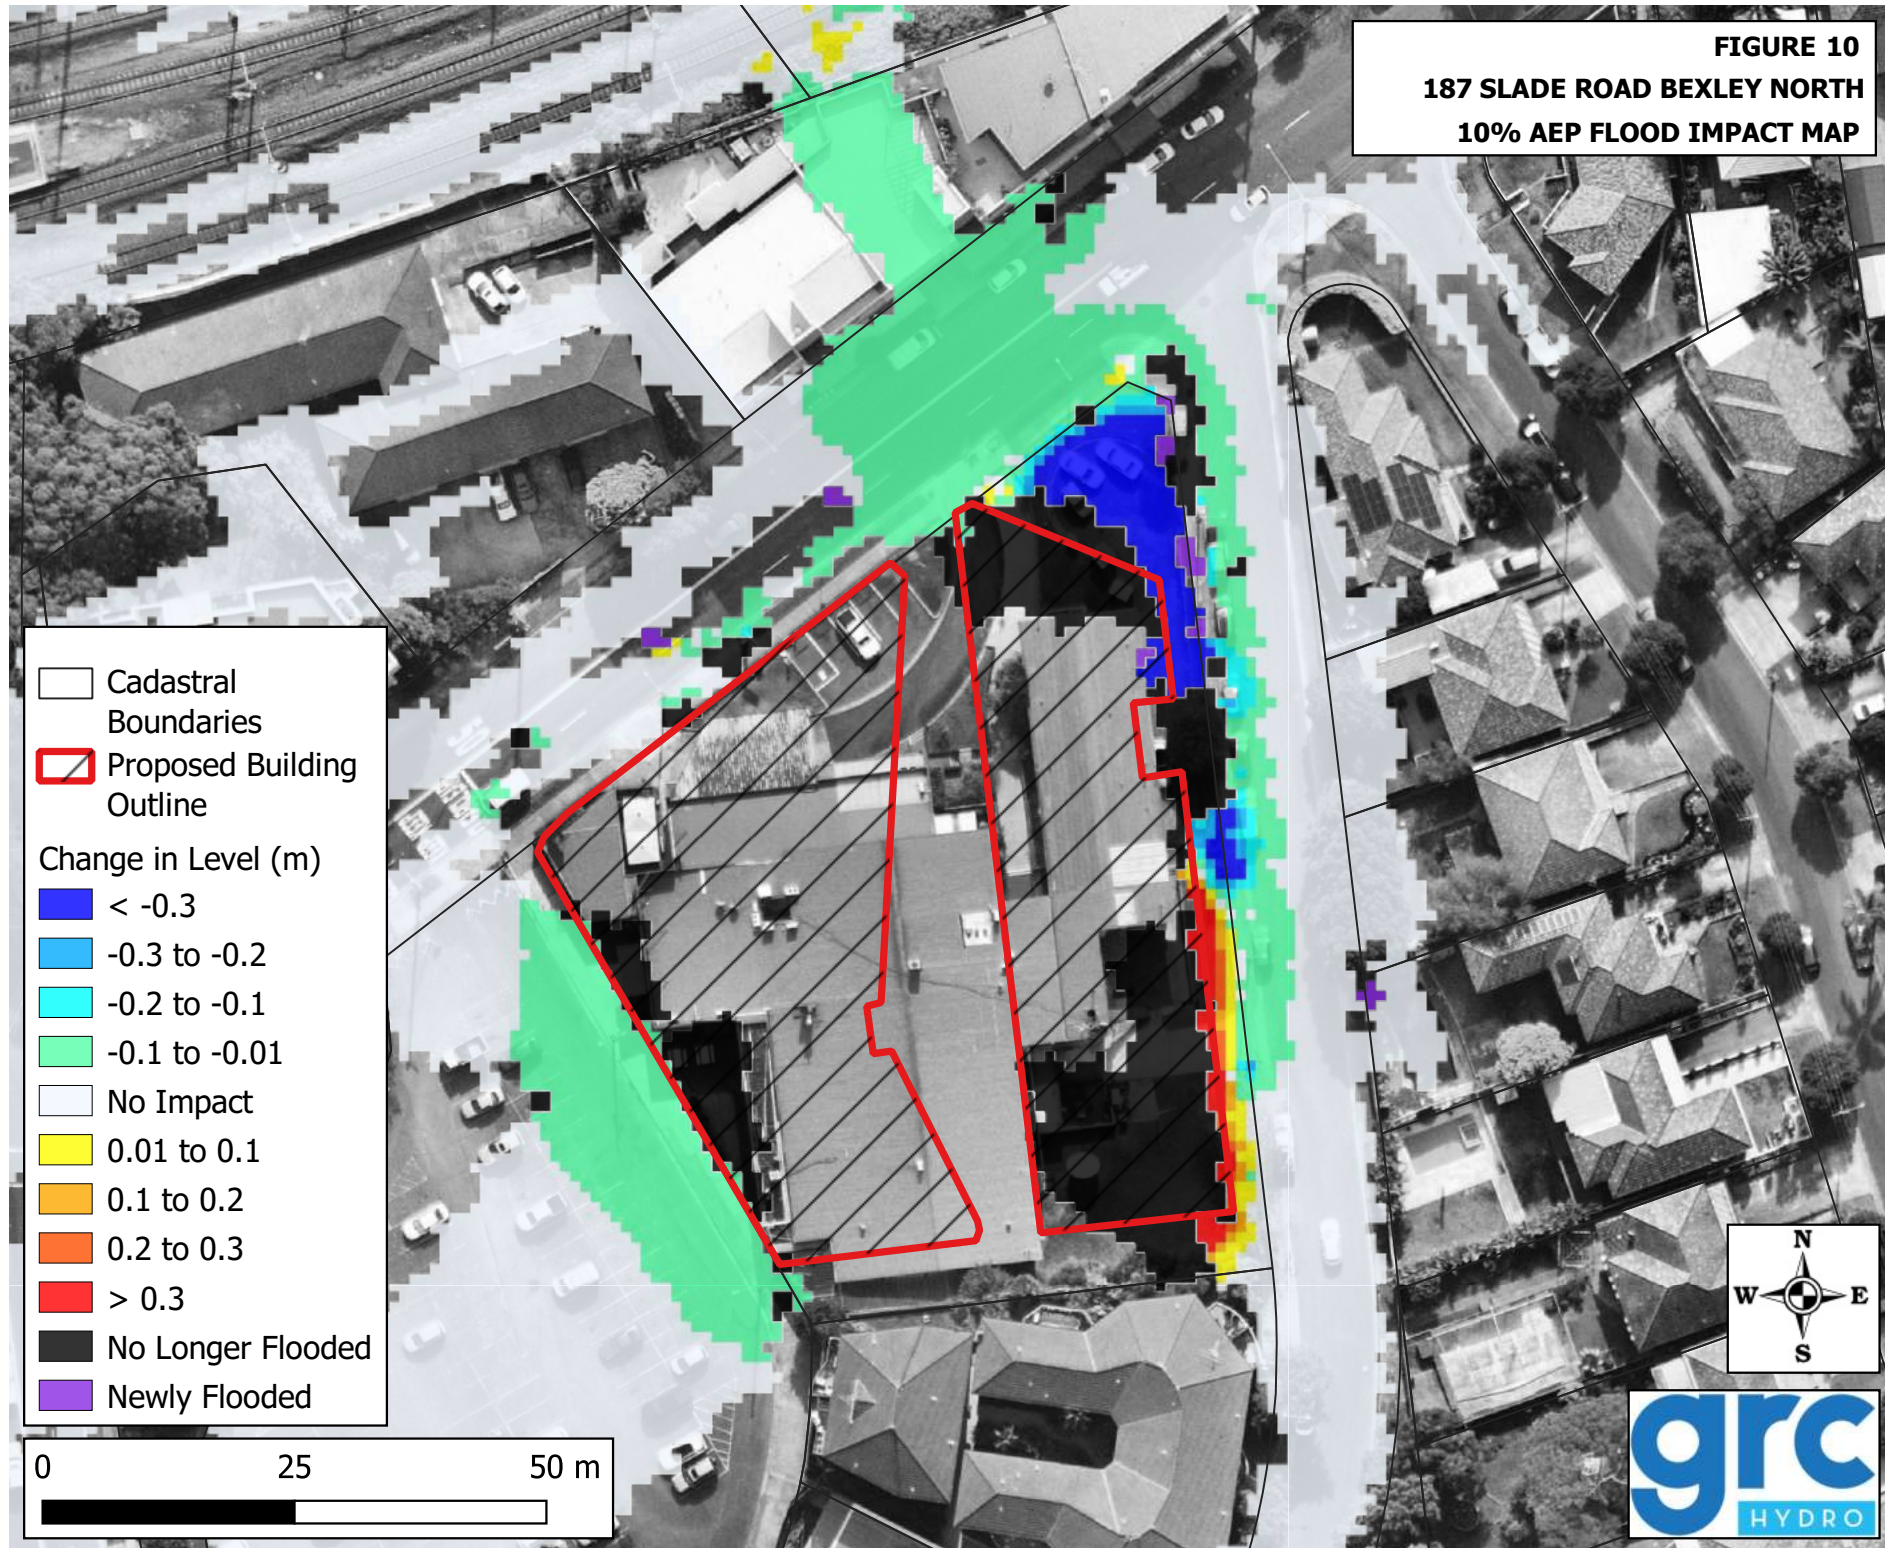 FIGURE 10
187 SLADE ROAD BEXLEY NORTH
10% AEP FLOOD IMPACT MAP
Cadastral
Boundaries
Proposed Building
Outline
Change in Level (m)
< -0.3
-0.3 to -0.2
-0.2 to -0.1
-0.1 to -0.01
No Impact
0.01 to 0.1
0.1 to 0.2
0.2 to 0.3
> 0.3
No Longer Flooded
Newly Flooded
0 25 50 m
N
W E
S
grc
HYDRO